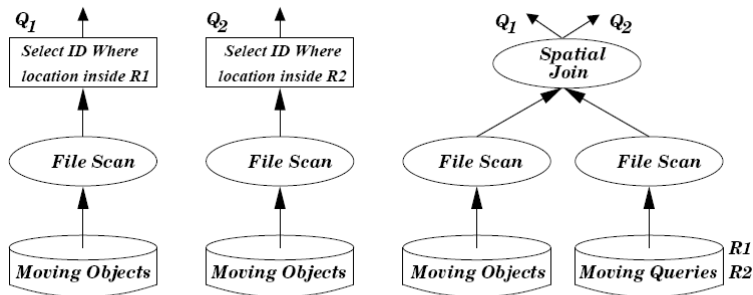 Q1
Select ID Where
location inside R1
File Scan
Moving Objects
Q2
Select ID Where
location inside R2
File Scan
Moving Objects
Q1 Q2
Spatial
Join
File Scan File Scan
Moving Objects Moving Queries
R1
R2